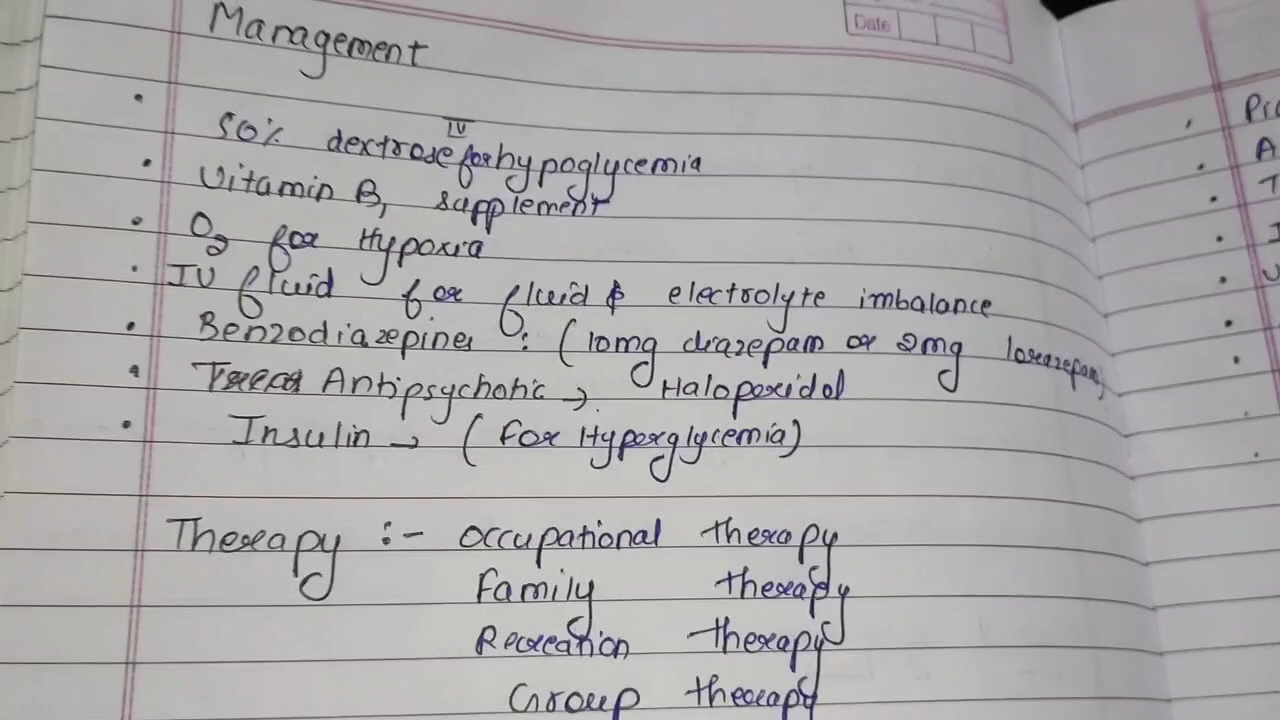 Date
Management
IV
50% dextrose for hypoglycemia
Vitamin B1 supplement
O2 for Hypoxia
IV fluid for fluid & electrolyte imbalance
Benzodiazepines : (10mg diazepam or 2mg lorazepam)
Antipsychotic → Haloperidol
Insulin → (for Hyperglycemia)
Therapy :- Occupational therapy
Family therapy
Recreation therapy
Group therapy
A
T
I